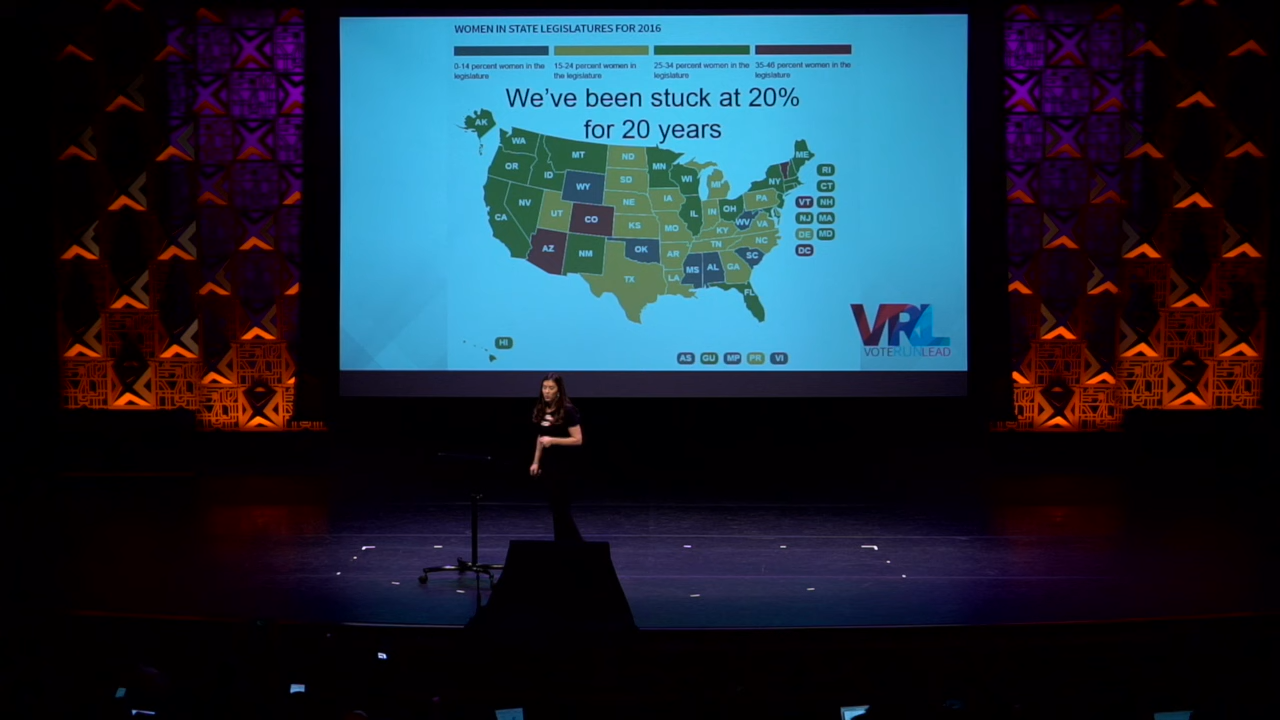 WOMEN IN STATE LEGISLATURES FOR 2016
0-14 percent women in the legislature
15-24 percent women in the legislature
25-34 percent women in the legislature
35-46 percent women in the legislature
We've been stuck at 20%
for 20 years
AK
WA
MT
ND
MN
ME
OR
ID
WY
SD
WI
MI
NY
RI
CT
NV
UT
CO
NE
IA
IL
IN
OH
PA
VT
NH
CA
KS
MO
KY
WV
VA
NJ
MA
AZ
NM
OK
AR
TN
NC
DE
MD
TX
LA
MS
AL
GA
SC
DC
FL
HI
AS
GU
MP
PR
VI
VRL
VOTERUNLEAD